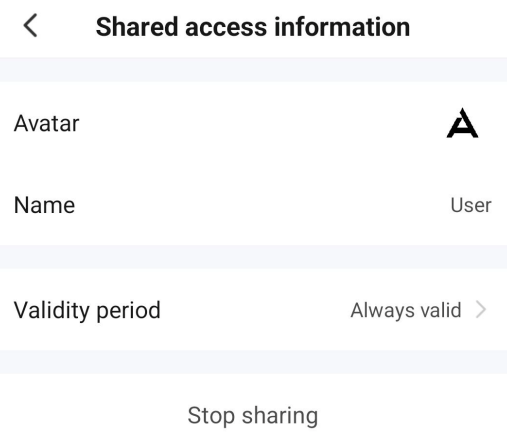 Shared access information
Avatar
Name User
Validity period Always valid
Stop sharing